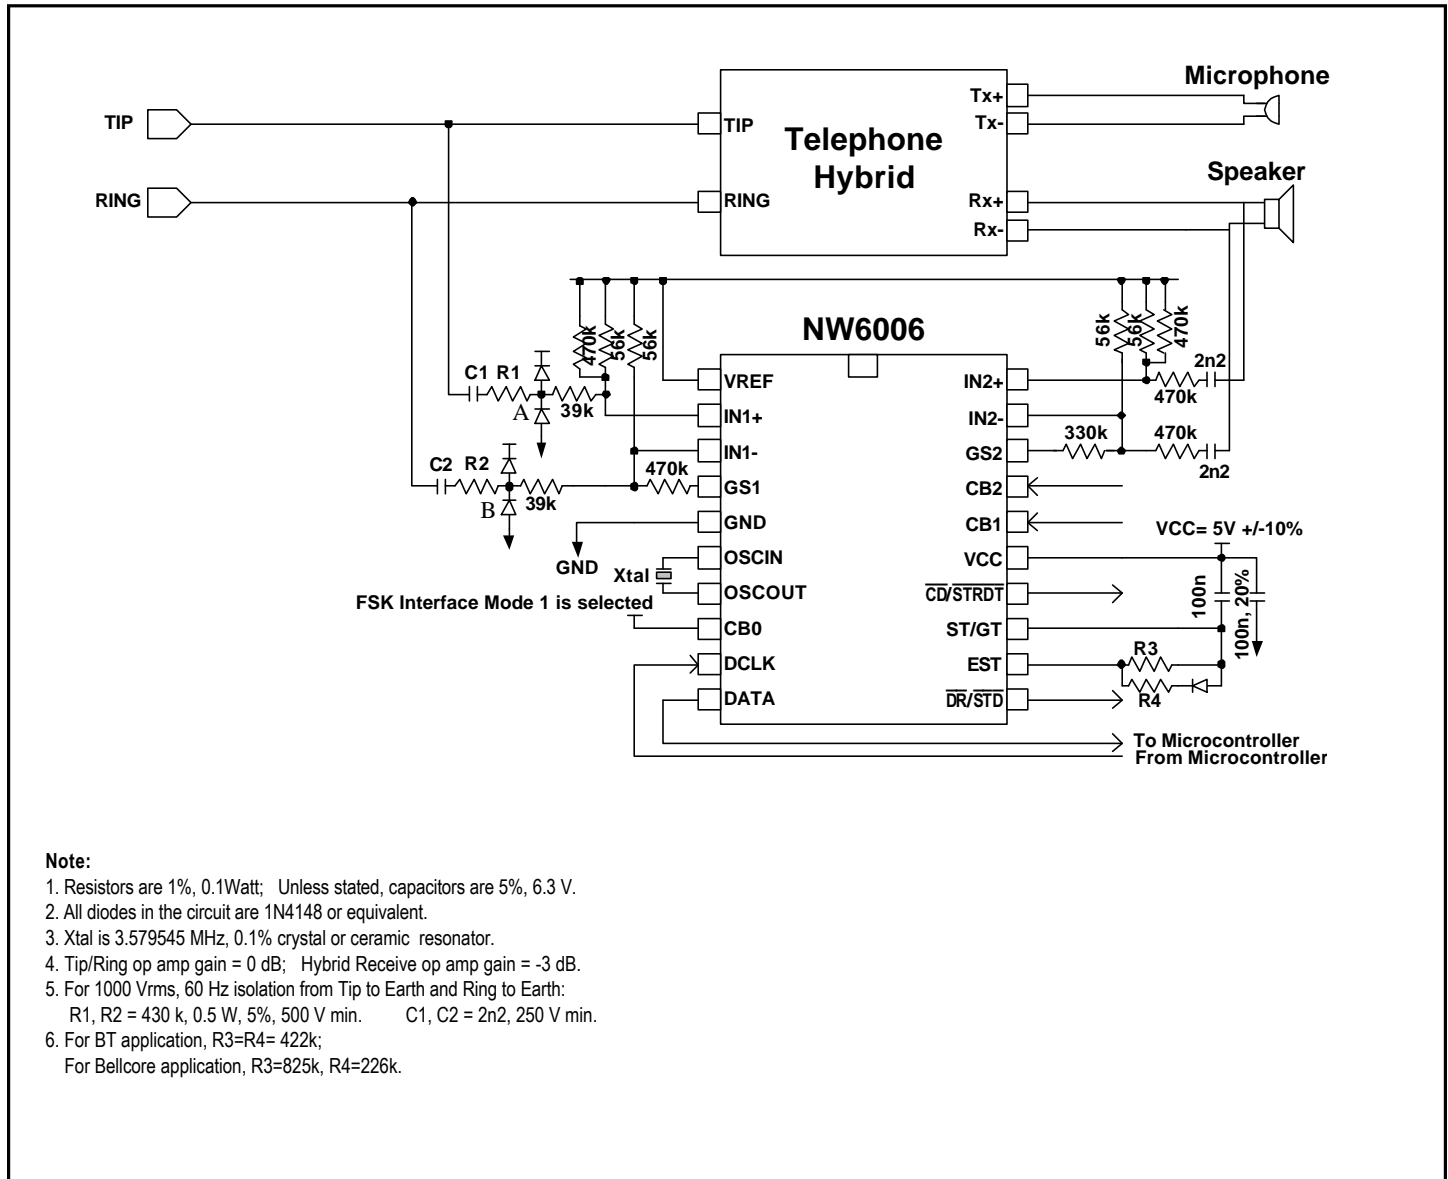 Microphone
TIP
TIP
Tx+
Tx-
Telephone
Hybrid
Speaker
RING
RING
Rx+
Rx-
470k
56k
56k
NW6006
56k
56k
470k
C1 R1
A
39k
VREF
IN1+
IN1-
GS1
GND
OSCIN
OSCOUT
CB0
DCLK
DATA
IN2+
IN2-
GS2
CB2
CB1
VCC
CD/STRDT
ST/GT
EST
DR/STD
2n2
470k
330k
470k
2n2
C2 R2
B
39k
470k
GND
Xtal
FSK Interface Mode 1 is selected
VCC= 5V +/-10%
100n
100n, 20%
R3
R4
To Microcontroller
From Microcontroller
Note:
1. Resistors are 1%, 0.1Watt; Unless stated, capacitors are 5%, 6.3 V.
2. All diodes in the circuit are 1N4148 or equivalent.
3. Xtal is 3.579545 MHz, 0.1% crystal or ceramic resonator.
4. Tip/Ring op amp gain = 0 dB; Hybrid Receive op amp gain = -3 dB.
5. For 1000 Vrms, 60 Hz isolation from Tip to Earth and Ring to Earth:
R1, R2 = 430 k, 0.5 W, 5%, 500 V min. C1, C2 = 2n2, 250 V min.
6. For BT application, R3=R4= 422k;
For Bellcore application, R3=825k, R4=226k.